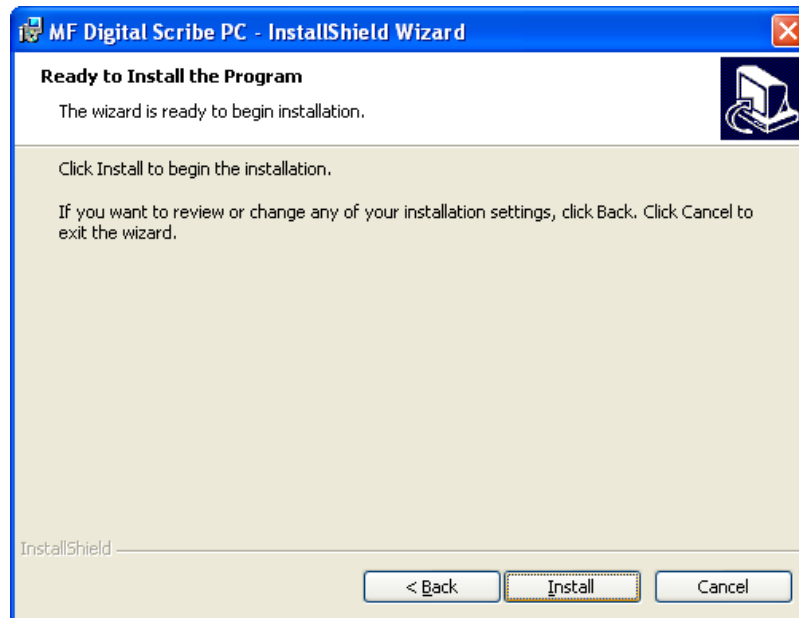 MF Digital Scribe PC - InstallShield Wizard
Ready to Install the Program
The wizard is ready to begin installation.
Click Install to begin the installation.
If you want to review or change any of your installation settings, click Back. Click Cancel to
exit the wizard.
InstallShield
< Back Install Cancel